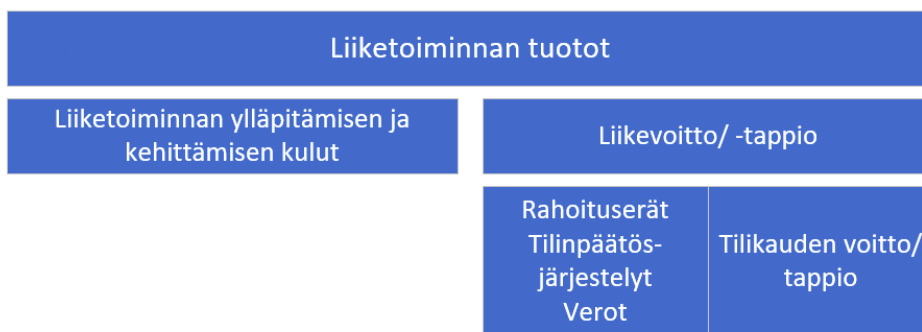 Liiketoiminnan tuotot
Liiketoiminnan ylläpitämisen ja
kehittämisen kulut
Liikevoitto/ -tappio
Rahoituserät
Tilinpäätös-
järjestelyt
Verot
Tilikauden voitto/
tappio